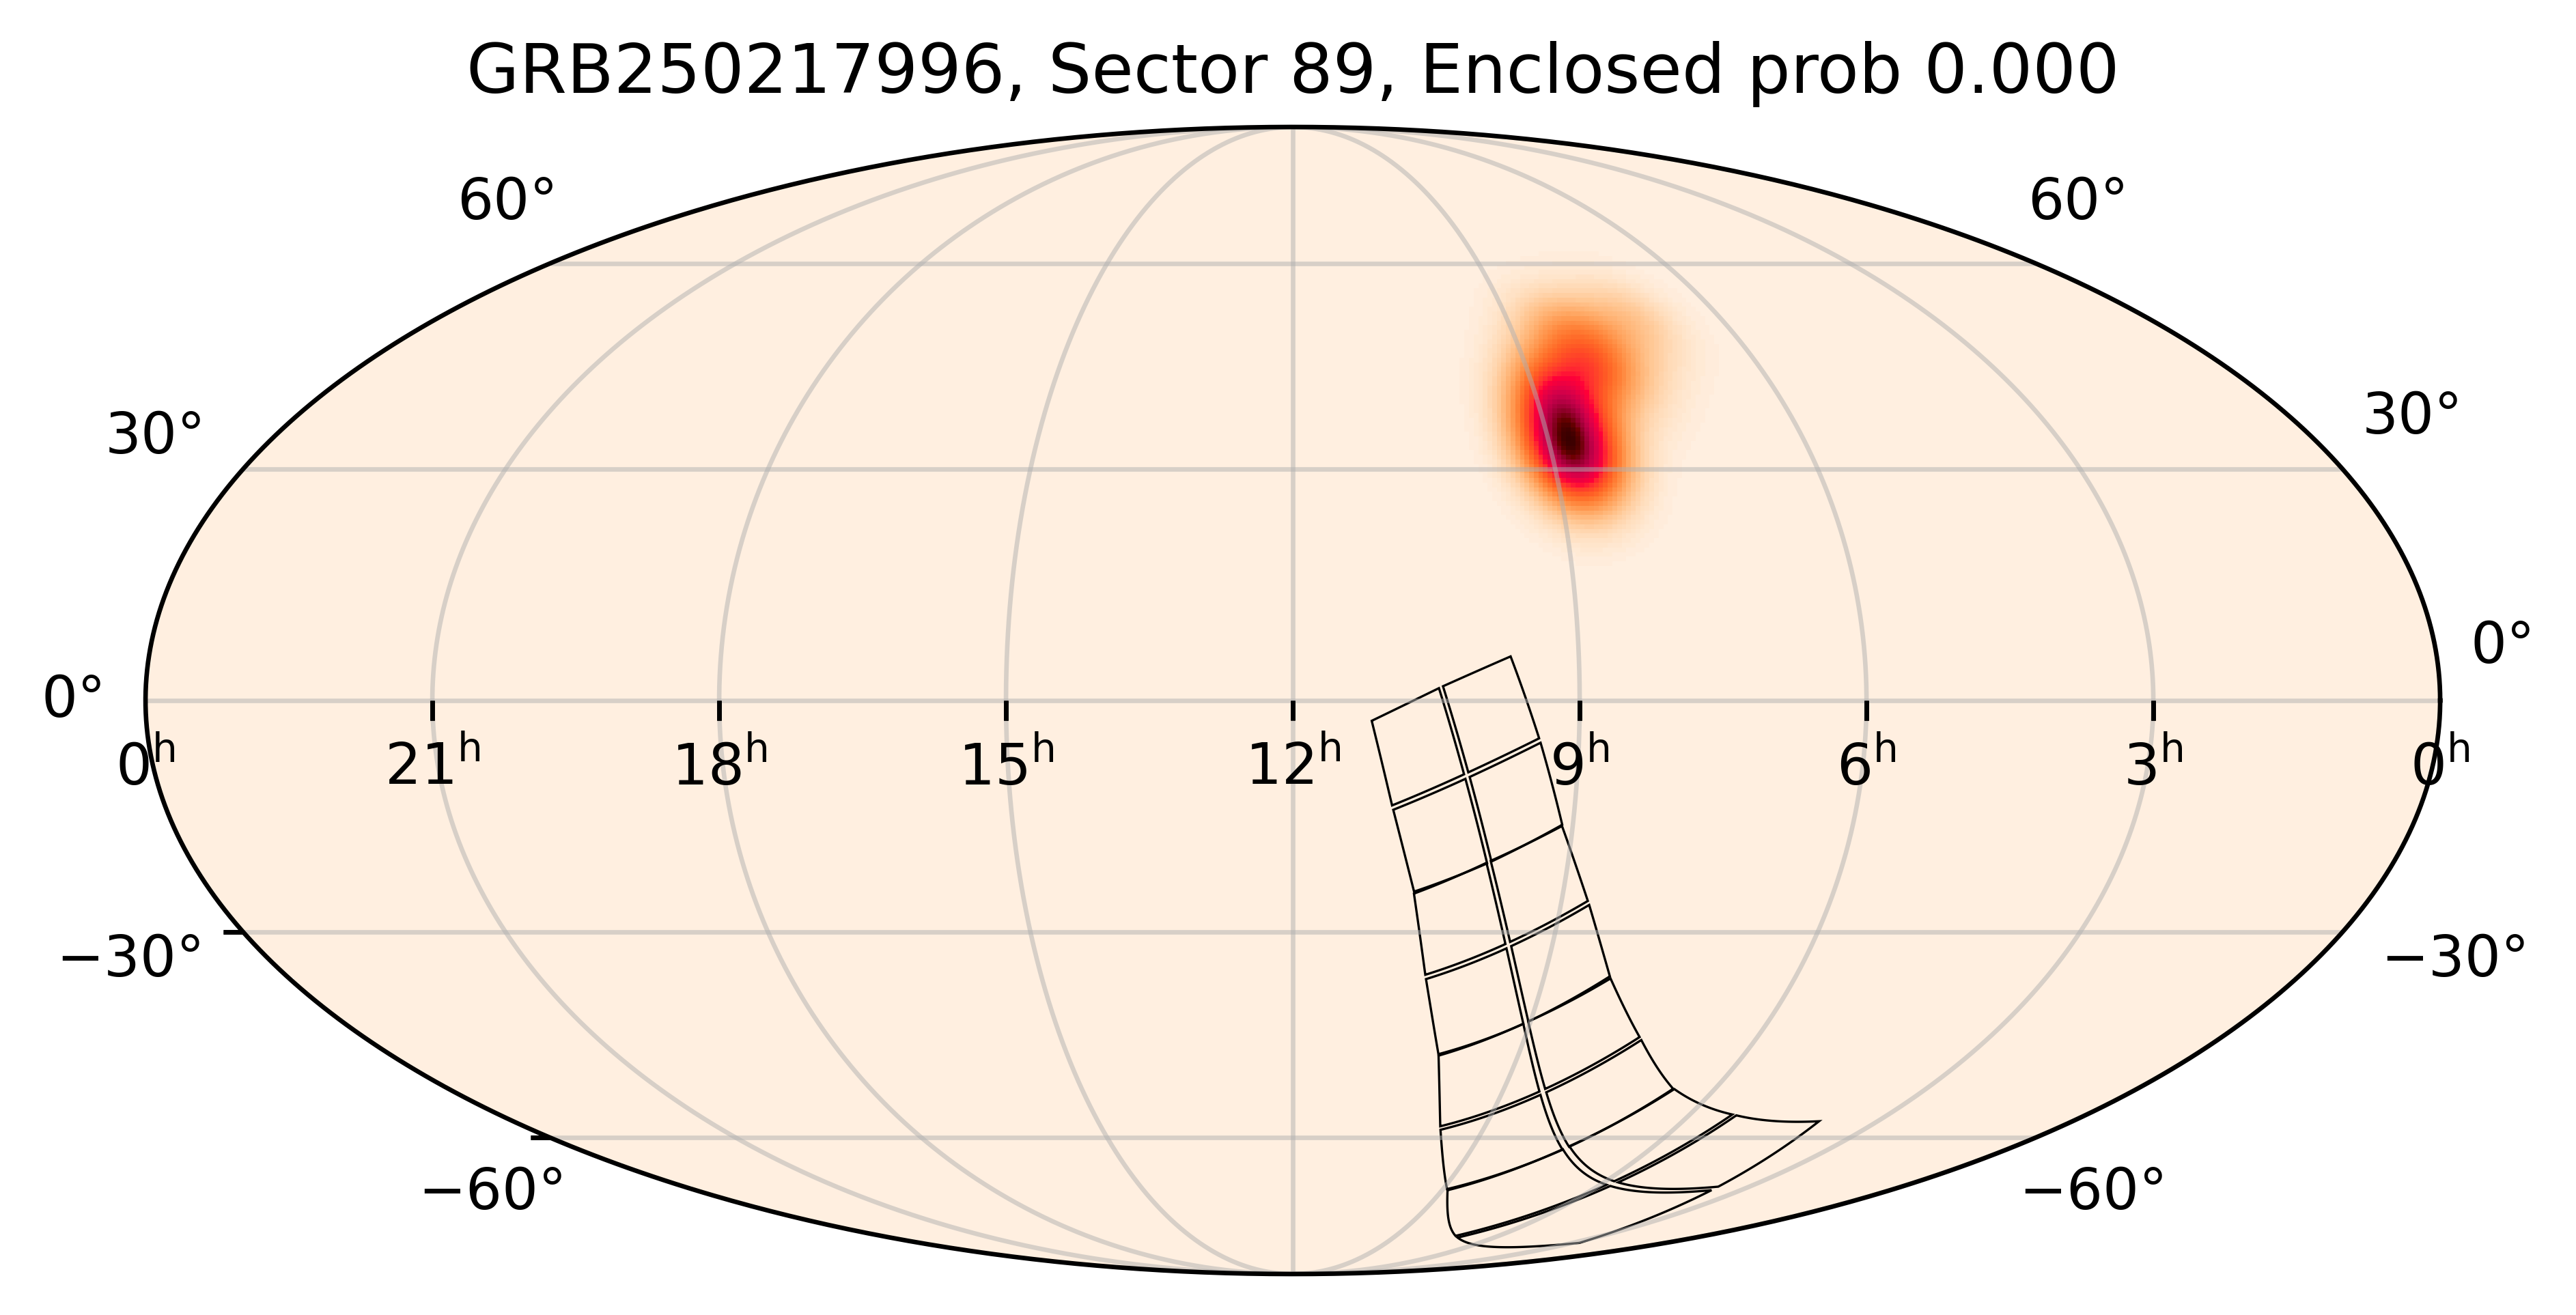 GRB250217996, Sector 89, Enclosed prob 0.000
60° 60°
30° 30°
0° 0°
0ʰ 21ʰ 18ʰ 15ʰ 12ʰ 9ʰ 6ʰ 3ʰ 0ʰ
−30° −30°
−60° −60°